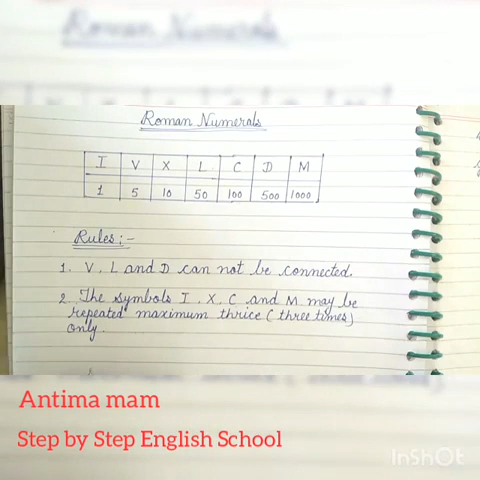 Roman Numerals
I V X L C D M
1 5 10 50 100 500 1000
Rules:-
1. V, L and D can not be connected.
2. The symbols I, X, C and M may be
repeated maximum thrice (three times)
only.
Antima mam
Step by Step English School
InShOt